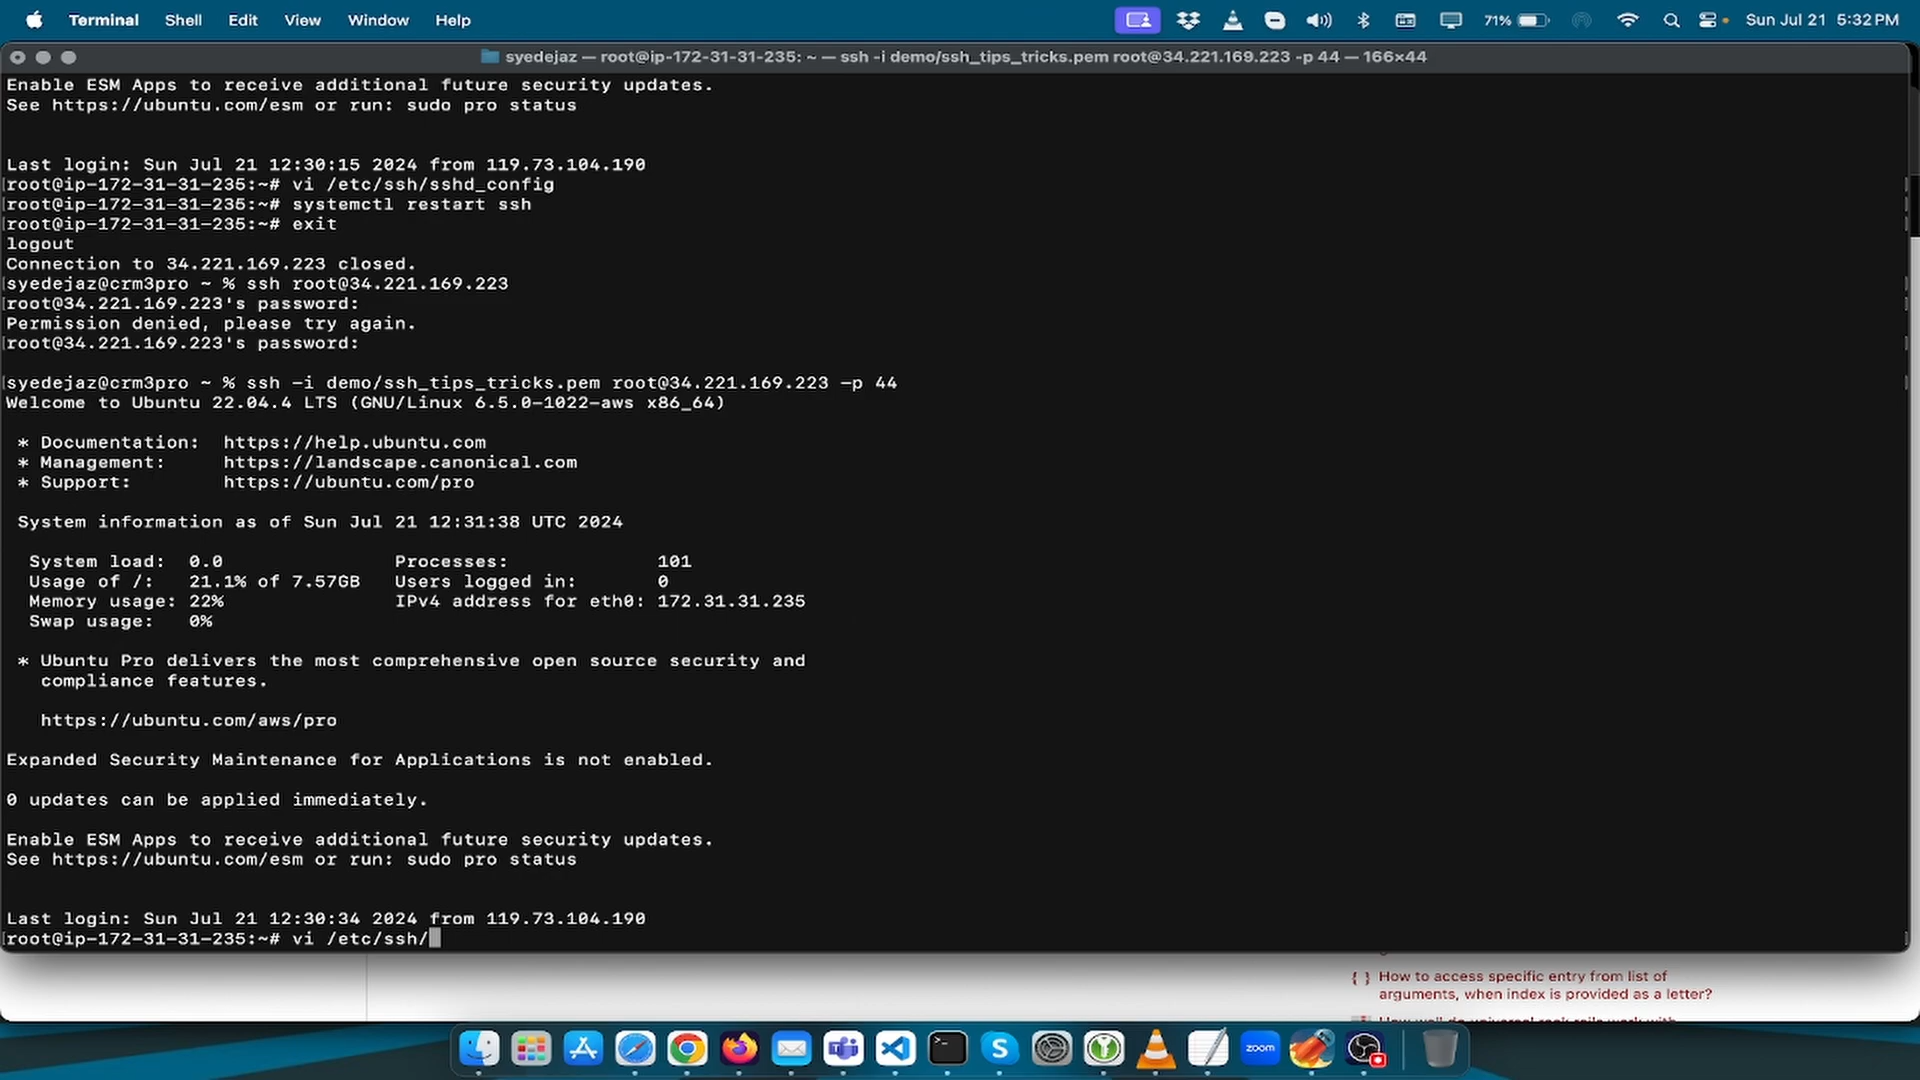 Terminal Shell Edit View Window Help 71% Sun Jul 21 5:32 PM
syedejaz — root@ip-172-31-31-235: ~ — ssh -i demo/ssh_tips_tricks.pem root@34.221.169.223 -p 44 — 166×44
Enable ESM Apps to receive additional future security updates.
See https://ubuntu.com/esm or run: sudo pro status
Last login: Sun Jul 21 12:30:15 2024 from 119.73.104.190
[root@ip-172-31-31-235:~# vi /etc/ssh/sshd_config
[root@ip-172-31-31-235:~# systemctl restart ssh
[root@ip-172-31-31-235:~# exit
logout
Connection to 34.221.169.223 closed.
[syedejaz@crm3pro ~ % ssh root@34.221.169.223
[root@34.221.169.223's password:
Permission denied, please try again.
[root@34.221.169.223's password:
[syedejaz@crm3pro ~ % ssh -i demo/ssh_tips_tricks.pem root@34.221.169.223 -p 44
Welcome to Ubuntu 22.04.4 LTS (GNU/Linux 6.5.0-1022-aws x86_64)
* Documentation: https://help.ubuntu.com
* Management: https://landscape.canonical.com
* Support: https://ubuntu.com/pro
System information as of Sun Jul 21 12:31:38 UTC 2024
System load: 0.0 Processes: 101
Usage of /: 21.1% of 7.57GB Users logged in: 0
Memory usage: 22% IPv4 address for eth0: 172.31.31.235
Swap usage: 0%
* Ubuntu Pro delivers the most comprehensive open source security and
compliance features.
https://ubuntu.com/aws/pro
Expanded Security Maintenance for Applications is not enabled.
0 updates can be applied immediately.
Enable ESM Apps to receive additional future security updates.
See https://ubuntu.com/esm or run: sudo pro status
Last login: Sun Jul 21 12:30:34 2024 from 119.73.104.190
[root@ip-172-31-31-235:~# vi /etc/ssh/
{ } How to access specific entry from list of
arguments, when index is provided as a letter?
zoom